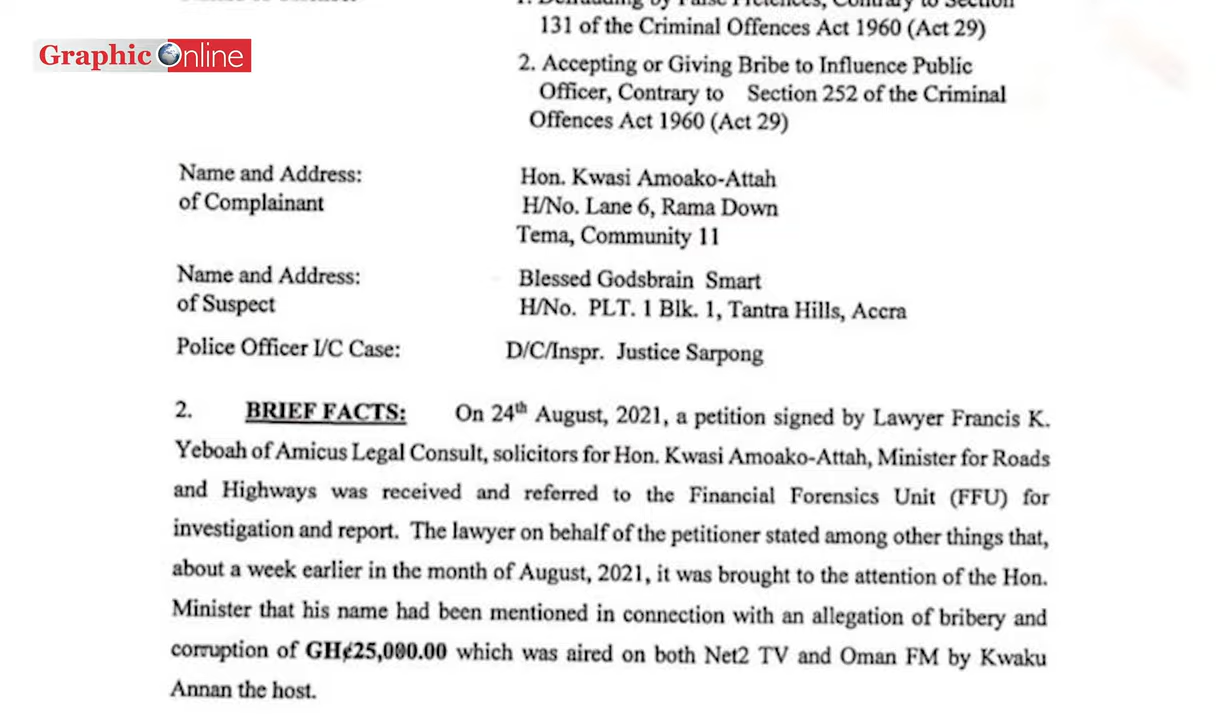 1. Defrauding by False Pretences, Contrary to Section
131 of the Criminal Offences Act 1960 (Act 29)
Graphic Online
2. Accepting or Giving Bribe to Influence Public
Officer, Contrary to Section 252 of the Criminal
Offences Act 1960 (Act 29)
Name and Address:
of Complainant
Hon. Kwasi Amoako-Attah
H/No. Lane 6, Rama Down
Tema, Community 11
Name and Address:
of Suspect
Blessed Godsbrain Smart
H/No. PLT. 1 Blk. 1, Tantra Hills, Accra
Police Officer I/C Case: D/C/Inspr. Justice Sarpong
2. BRIEF FACTS: On 24th August, 2021, a petition signed by Lawyer Francis K.
Yeboah of Amicus Legal Consult, solicitors for Hon. Kwasi Amoako-Attah, Minister for Roads
and Highways was received and referred to the Financial Forensics Unit (FFU) for
investigation and report. The lawyer on behalf of the petitioner stated among other things that,
about a week earlier in the month of August, 2021, it was brought to the attention of the Hon.
Minister that his name had been mentioned in connection with an allegation of bribery and
corruption of GH¢25,000.00 which was aired on both Net2 TV and Oman FM by Kwaku
Annan the host.